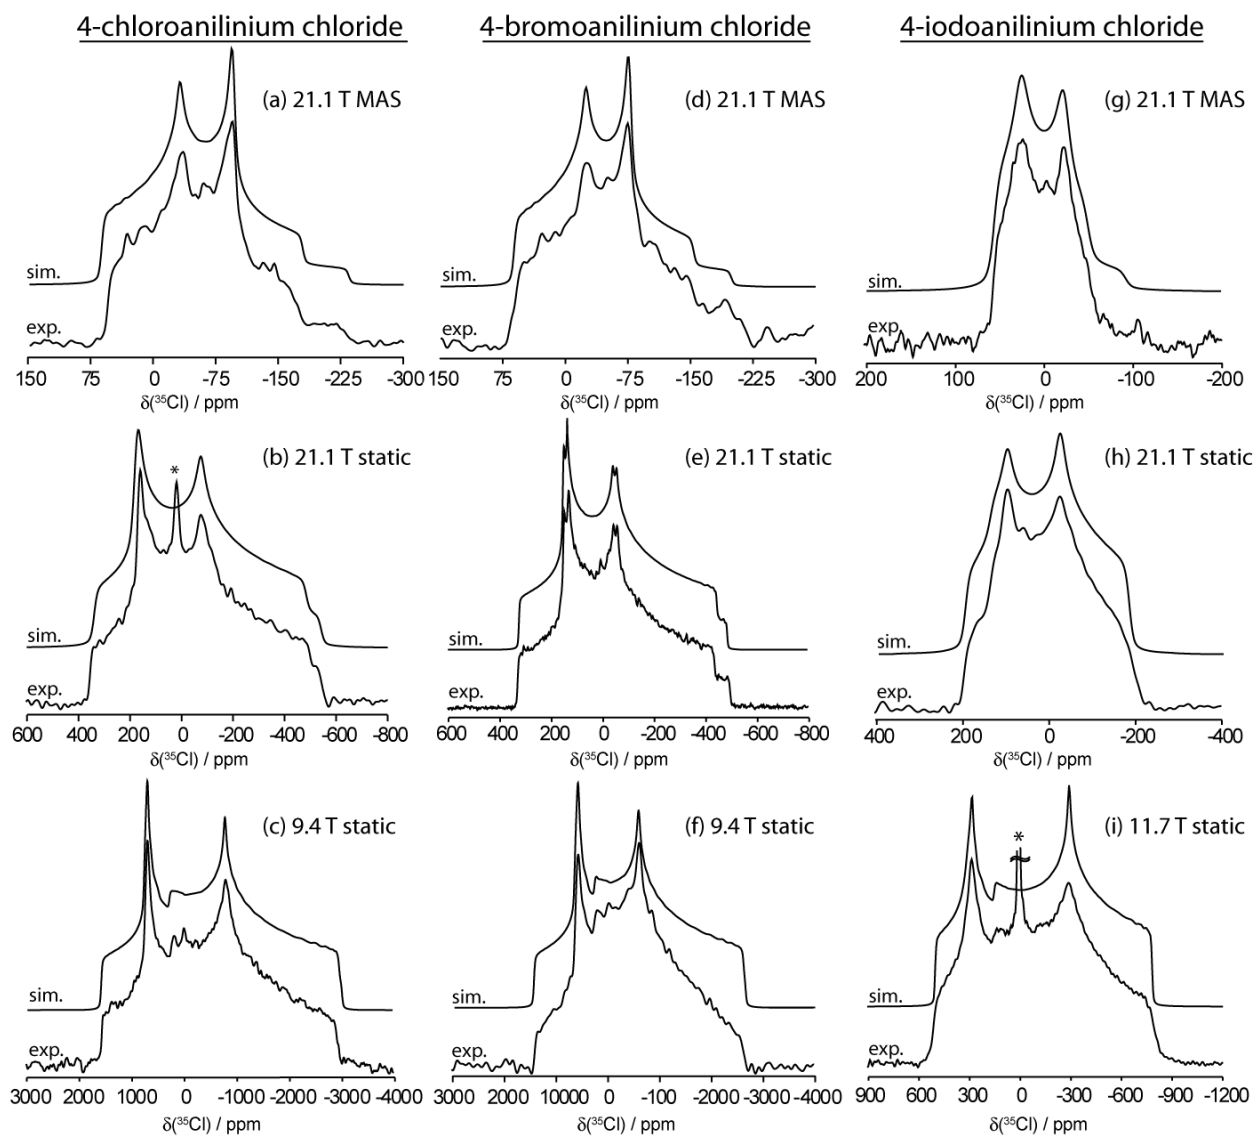 4-chloroanilinium chloride
4-bromoanilinium chloride
4-iodoanilinium chloride
(a) 21.1 T MAS
sim.
exp.
150 75 0 -75 -150 -225 -300
δ(³⁵Cl) / ppm
(d) 21.1 T MAS
sim.
exp.
150 75 0 -75 -150 -225 -300
δ(³⁵Cl) / ppm
(g) 21.1 T MAS
sim.
exp.
200 100 0 -100 -200
δ(³⁵Cl) / ppm
(b) 21.1 T static
*
sim.
exp.
600 400 200 0 -200 -400 -600 -800
δ(³⁵Cl) / ppm
(e) 21.1 T static
sim.
exp.
600 400 200 0 -200 -400 -600 -800
δ(³⁵Cl) / ppm
(h) 21.1 T static
sim.
exp.
400 200 0 -200 -400
δ(³⁵Cl) / ppm
(c) 9.4 T static
sim.
exp.
3000 2000 1000 0 -1000 -2000 -3000 -4000
δ(³⁵Cl) / ppm
(f) 9.4 T static
sim.
exp.
3000 2000 10000 0 -1000 -2000 -3000 -4000
δ(³⁵Cl) / ppm
(i) 11.7 T static
*
sim.
exp.
900 600 300 0 -300 -600 -900 -1200
δ(³⁵Cl) / ppm